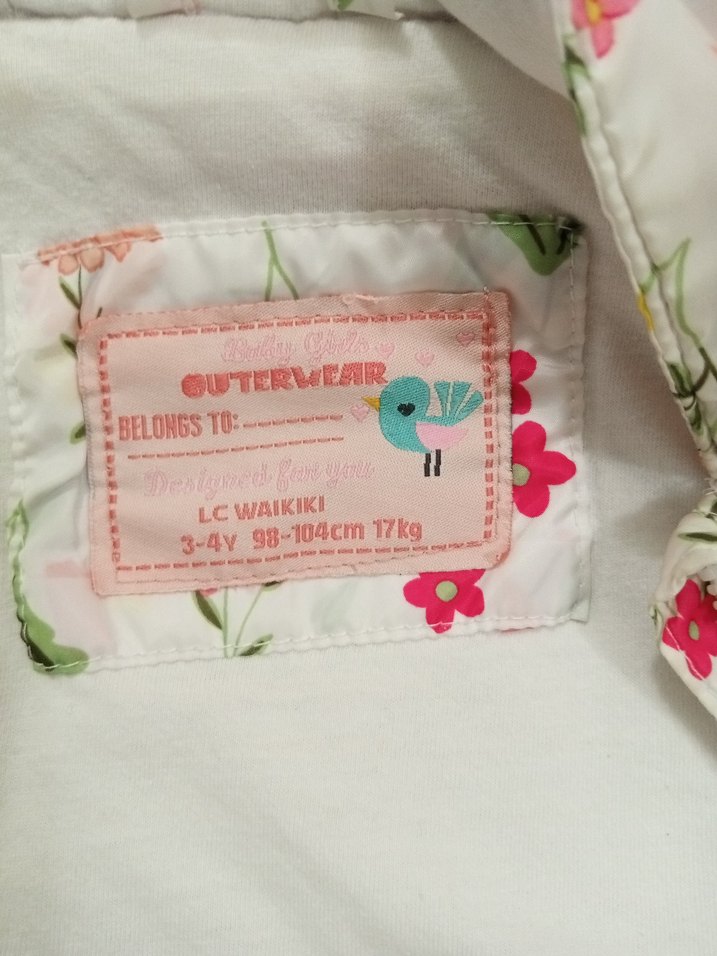 Baby Girls
OUTERWEAR
BELONGS TO:
Designed for you
LC WAIKIKI
3-4Y 98-104cm 17kg